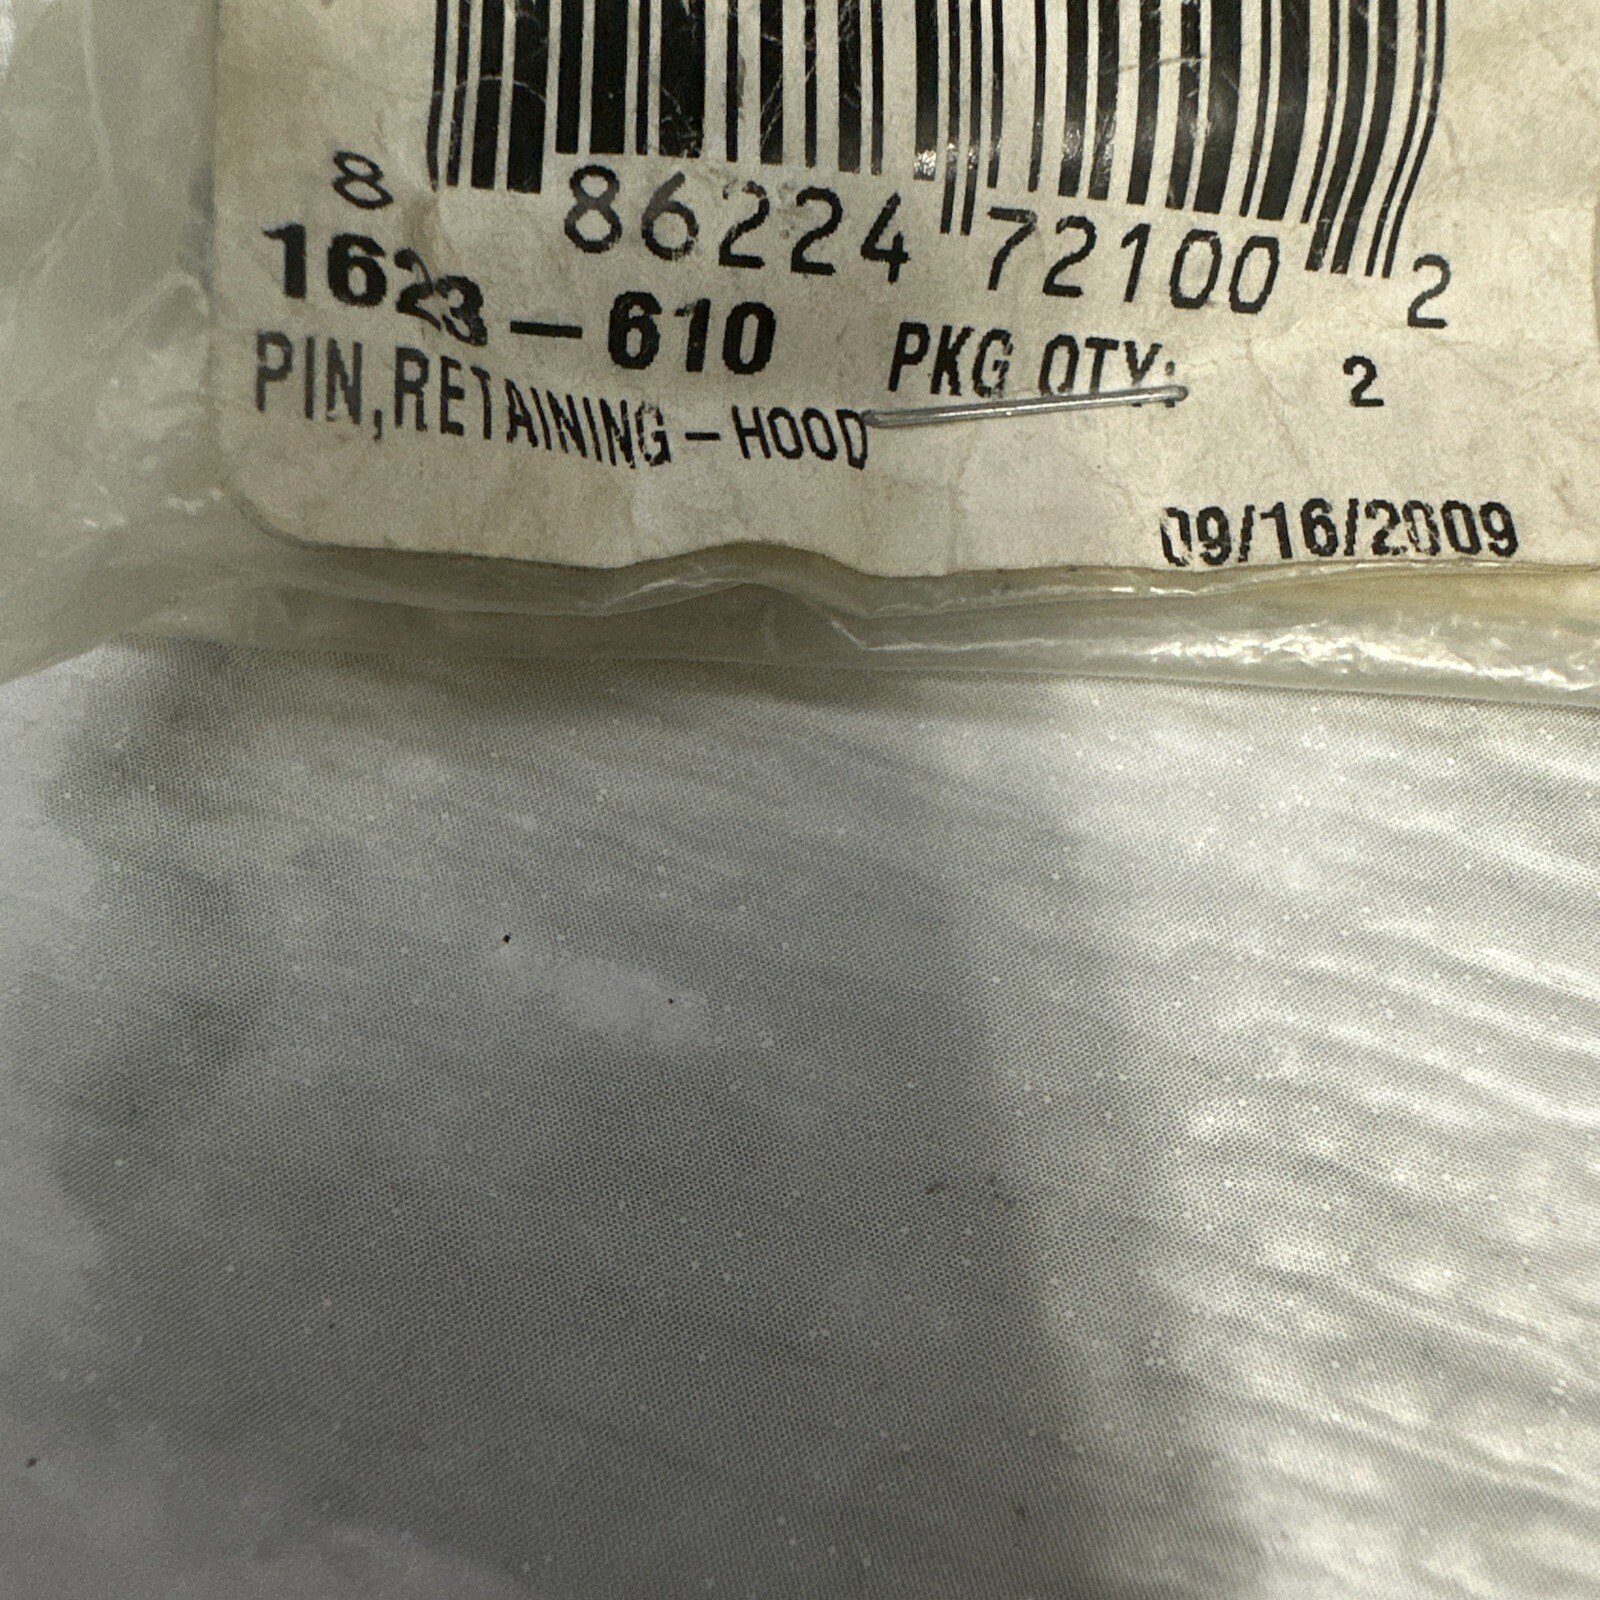 8 86224 72100 2
1623-610 PKG QTY: 2
PIN,RETAINING-HOOD
09/16/2009